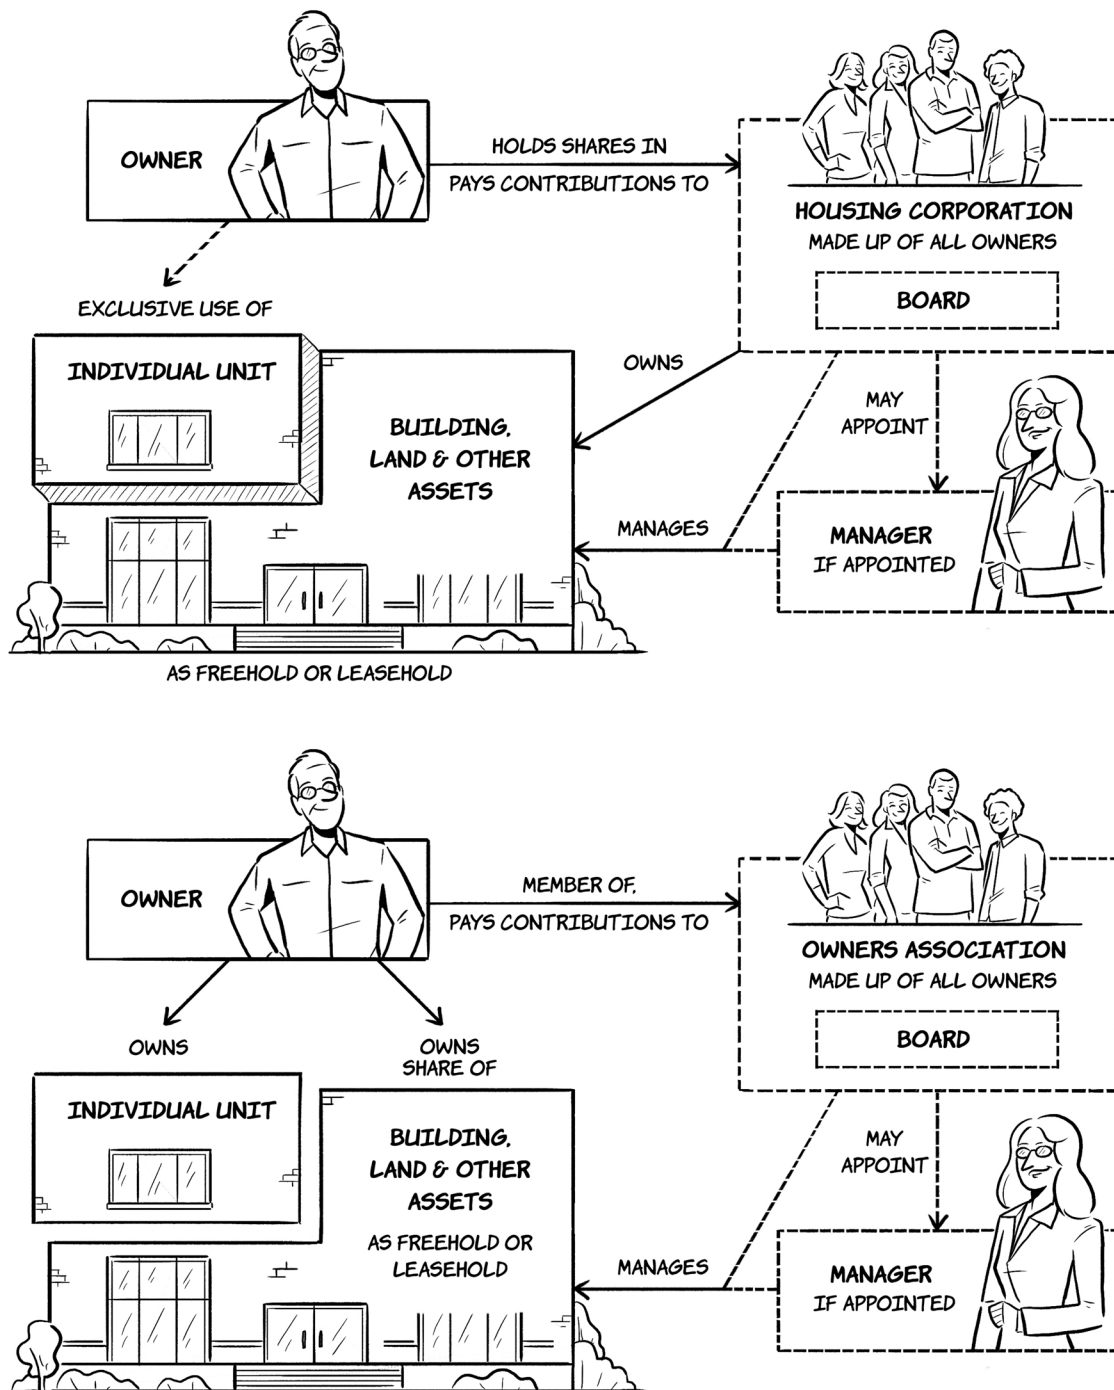 OWNER
HOLDS SHARES IN
PAYS CONTRIBUTIONS TO
HOUSING CORPORATION
MADE UP OF ALL OWNERS
BOARD
EXCLUSIVE USE OF
INDIVIDUAL UNIT
BUILDING,
LAND & OTHER
ASSETS
OWNS
MAY
APPOINT
MANAGES
MANAGER
IF APPOINTED
AS FREEHOLD OR LEASEHOLD
OWNER
MEMBER OF,
PAYS CONTRIBUTIONS TO
OWNERS ASSOCIATION
MADE UP OF ALL OWNERS
BOARD
OWNS
OWNS
SHARE OF
INDIVIDUAL UNIT
BUILDING,
LAND & OTHER
ASSETS
AS FREEHOLD OR
LEASEHOLD
MAY
APPOINT
MANAGES
MANAGER
IF APPOINTED